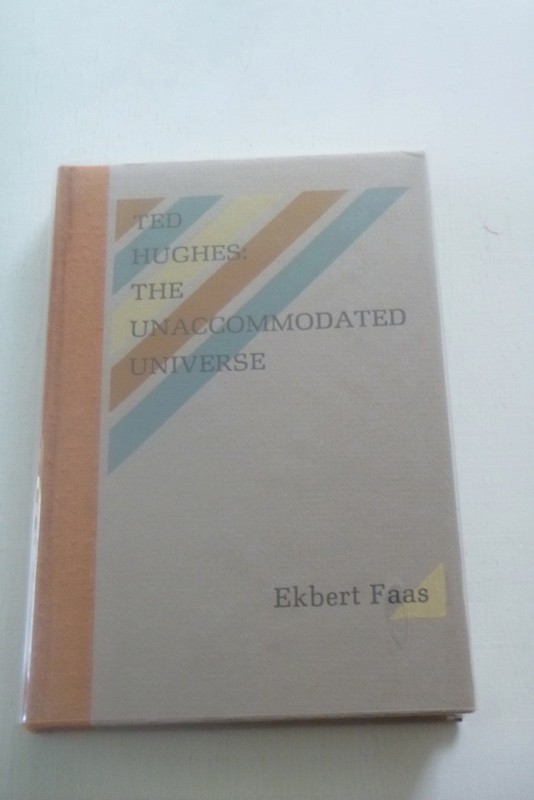 TED
HUGHES:
THE
UNACCOMMODATED
UNIVERSE
Ekbert Faas